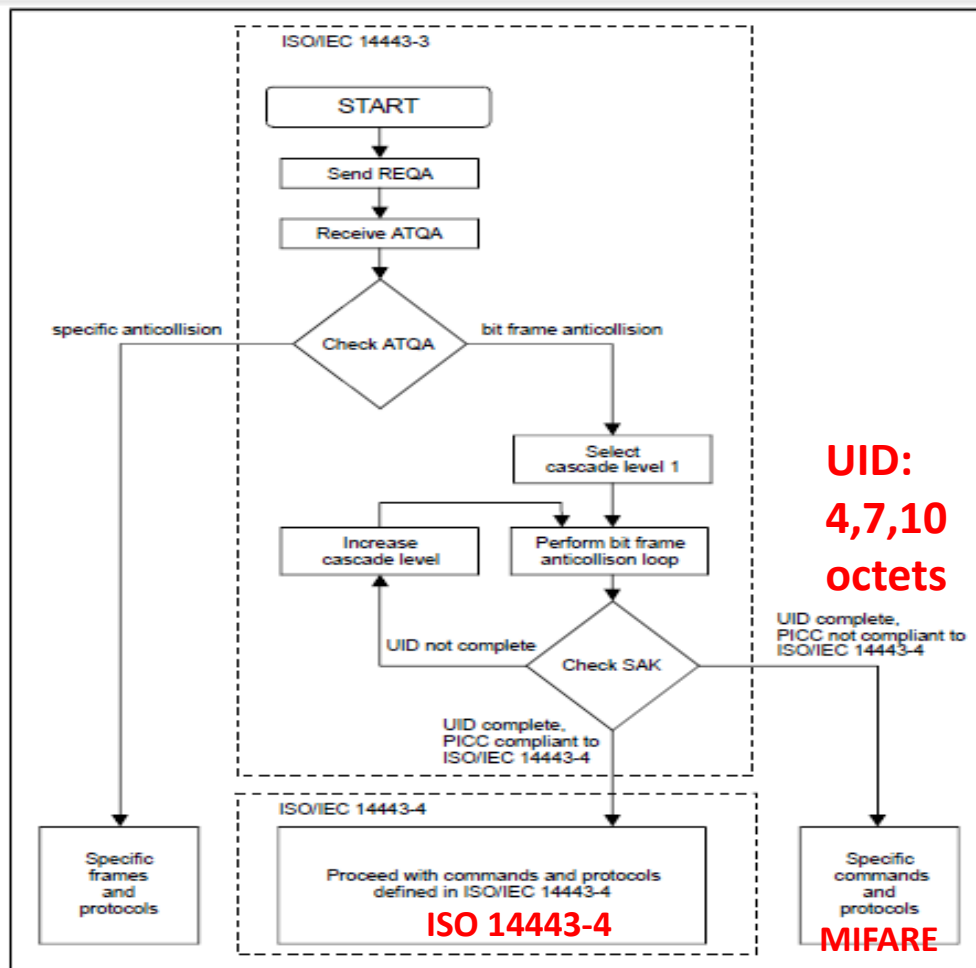 ISO/IEC 14443-3
START
Send REQA
Receive ATQA
specific anticollision
Check ATQA
bit frame anticollision
Select
cascade level 1
UID:
4,7,10
octets
Increase
cascade level
Perform bit frame
anticollison loop
UID not complete
Check SAK
UID complete,
PICC not compliant to
ISO/IEC 14443-4
UID complete,
PICC compliant to
ISO/IEC 14443-4
ISO/IEC 14443-4
Specific
frames
and
protocols
Proceed with commands and protocols
defined in ISO/IEC 14443-4
ISO 14443-4
Specific
commands
and
protocols
MIFARE